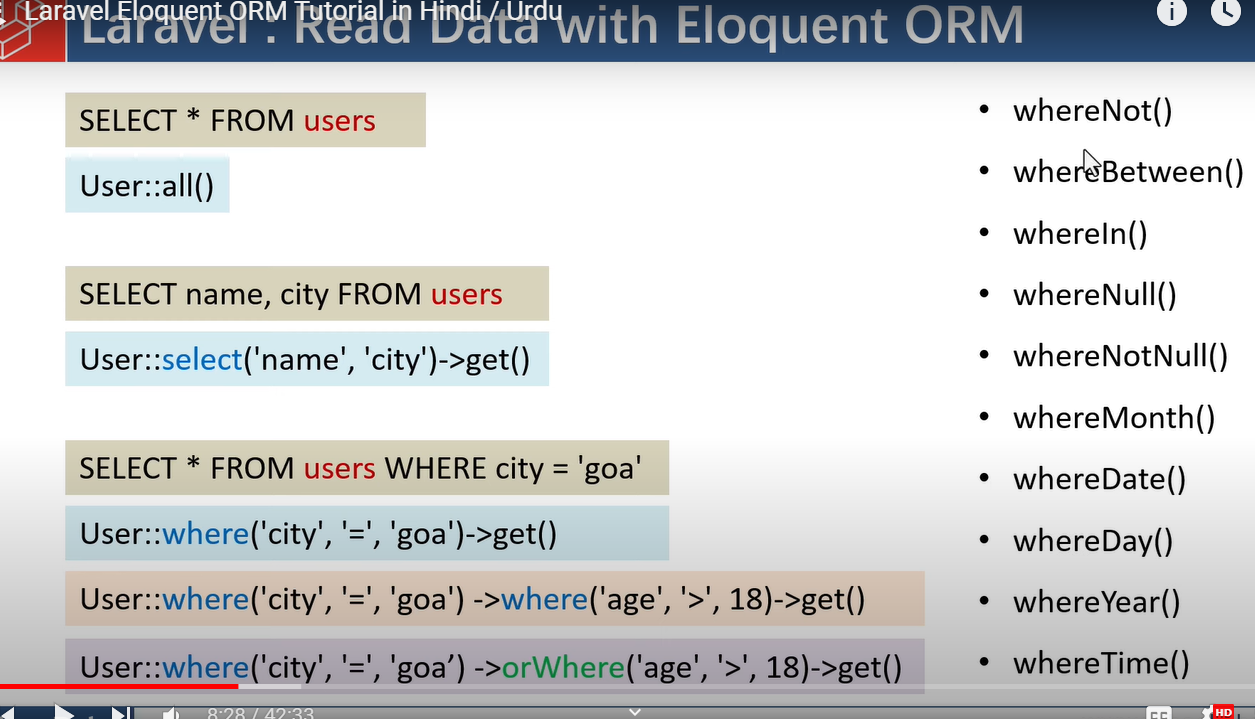 Laravel Eloquent ORM Tutorial in Hindi / Urdu
Laravel : Read Data with Eloquent ORM
SELECT * FROM users
User::all()
SELECT name, city FROM users
User::select('name', 'city')->get()
SELECT * FROM users WHERE city = 'goa'
User::where('city', '=', 'goa')->get()
User::where('city', '=', 'goa') ->where('age', '>', 18)->get()
User::where('city', '=', 'goa’) ->orWhere('age', '>', 18)->get()
• whereNot()
• whereBetween()
• whereIn()
• whereNull()
• whereNotNull()
• whereMonth()
• whereDate()
• whereDay()
• whereYear()
• whereTime()
8:28 / 42:33
HD